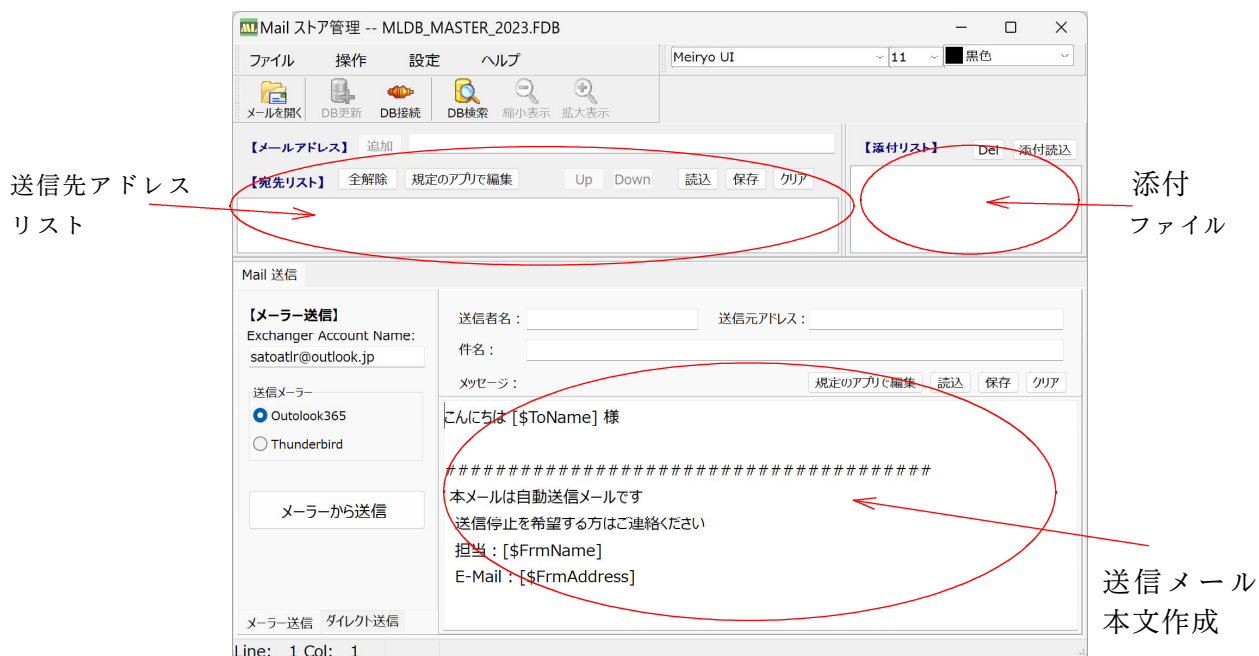 Mail ストア管理 -- MLDB_MASTER_2023.FDB
ファイル 操作 設定 ヘルプ Meiryo UI 11 黒色
メールを開く DB更新 DB接続 DB検索 縮小表示 拡大表示
【メールアドレス】 追加 【添付リスト】 Del 添付読込
【宛先リスト】 全解除 規定のアプリで編集 Up Down 読込 保存 クリア
送信先アドレス
リスト
添付
ファイル
Mail 送信
【メーラー送信】
Exchanger Account Name:
satoatlr@outlook.jp
送信メーラー
Outolook365
Thunderbird
メーラーから送信
メーラー送信 ダイレクト送信
送信者名： 送信元アドレス：
件名：
メッセージ： 規定のアプリで編集 読込 保存 クリア
こんにちは [$ToName] 様
#######################################
本メールは自動送信メールです
送信停止を希望する方はご連絡ください
担当：[$FrmName]
E-Mail：[$FrmAddress]
送信メール
本文作成
Line: 1 Col: 1